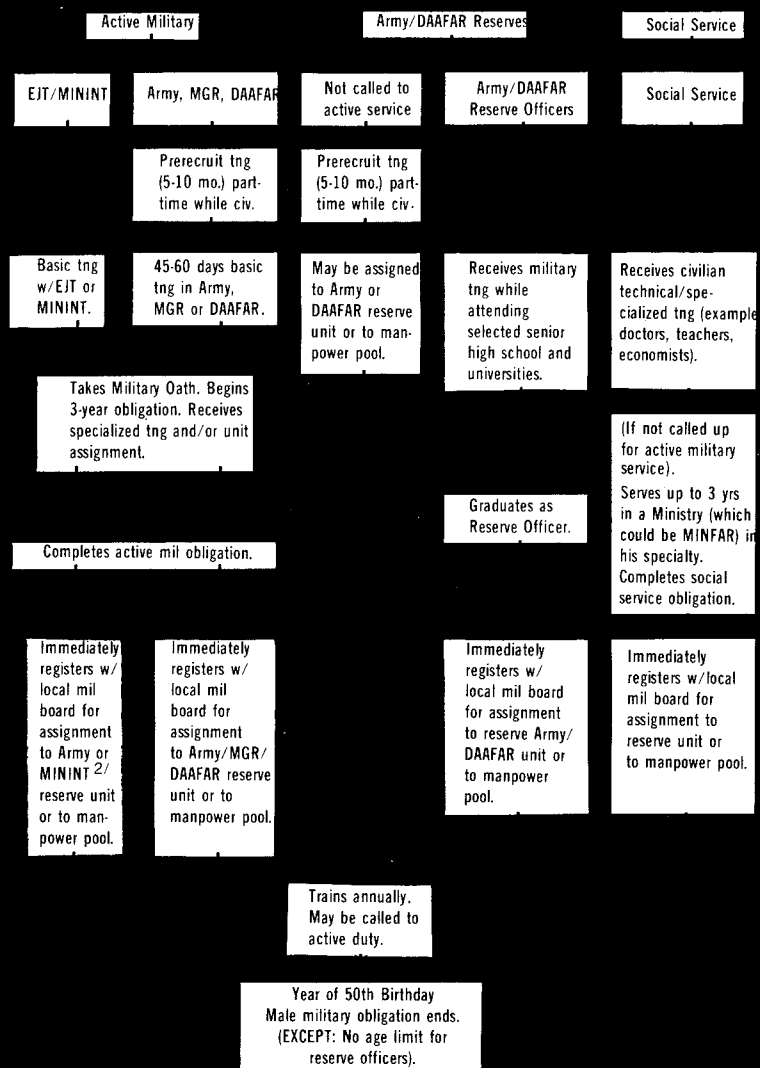 Active Military
Army/DAAFAR Reserves
Social Service
EJT/MININT
Army, MGR, DAAFAR
Not called to
active service
Army/DAAFAR
Reserve Officers
Social Service
Prerecruit tng
(5-10 mo.) part-
time while civ.
Prerecruit tng
(5-10 mo.) part-
time while civ.
Basic tng
w/EJT or
MININT.
45-60 days basic
tng in Army,
MGR or DAAFAR.
May be assigned
to Army or
DAAFAR reserve
unit or to man-
power pool.
Receives military
tng while
attending
selected senior
high school and
universities.
Receives civilian
technical/spe-
cialized tng (example
doctors, teachers,
economists).
Takes Military Oath. Begins
3-year obligation. Receives
specialized tng and/or unit
assignment.
(If not called up
for active military
service).
Serves up to 3 yrs
in a Ministry (which
could be MINFAR) in
his specialty.
Completes social
service obligation.
Graduates as
Reserve Officer.
Completes active mil obligation.
Immediately
registers w/
local mil
board for
assignment
to Army or
MININT 2/
reserve unit
or to man-
power pool.
Immediately
registers w/
local mil
board for
assignment
to Army/MGR/
DAAFAR reserve
unit or to
manpower pool.
Immediately
registers w/
local mil board
for assignment
to reserve Army/
DAAFAR unit or
to manpower
pool.
Immediately
registers w/local
mil board for
assignment to
reserve unit or
to manpower pool.
Trains annually.
May be called to
active duty.
Year of 50th Birthday
Male military obligation ends.
(EXCEPT: No age limit for
reserve officers).